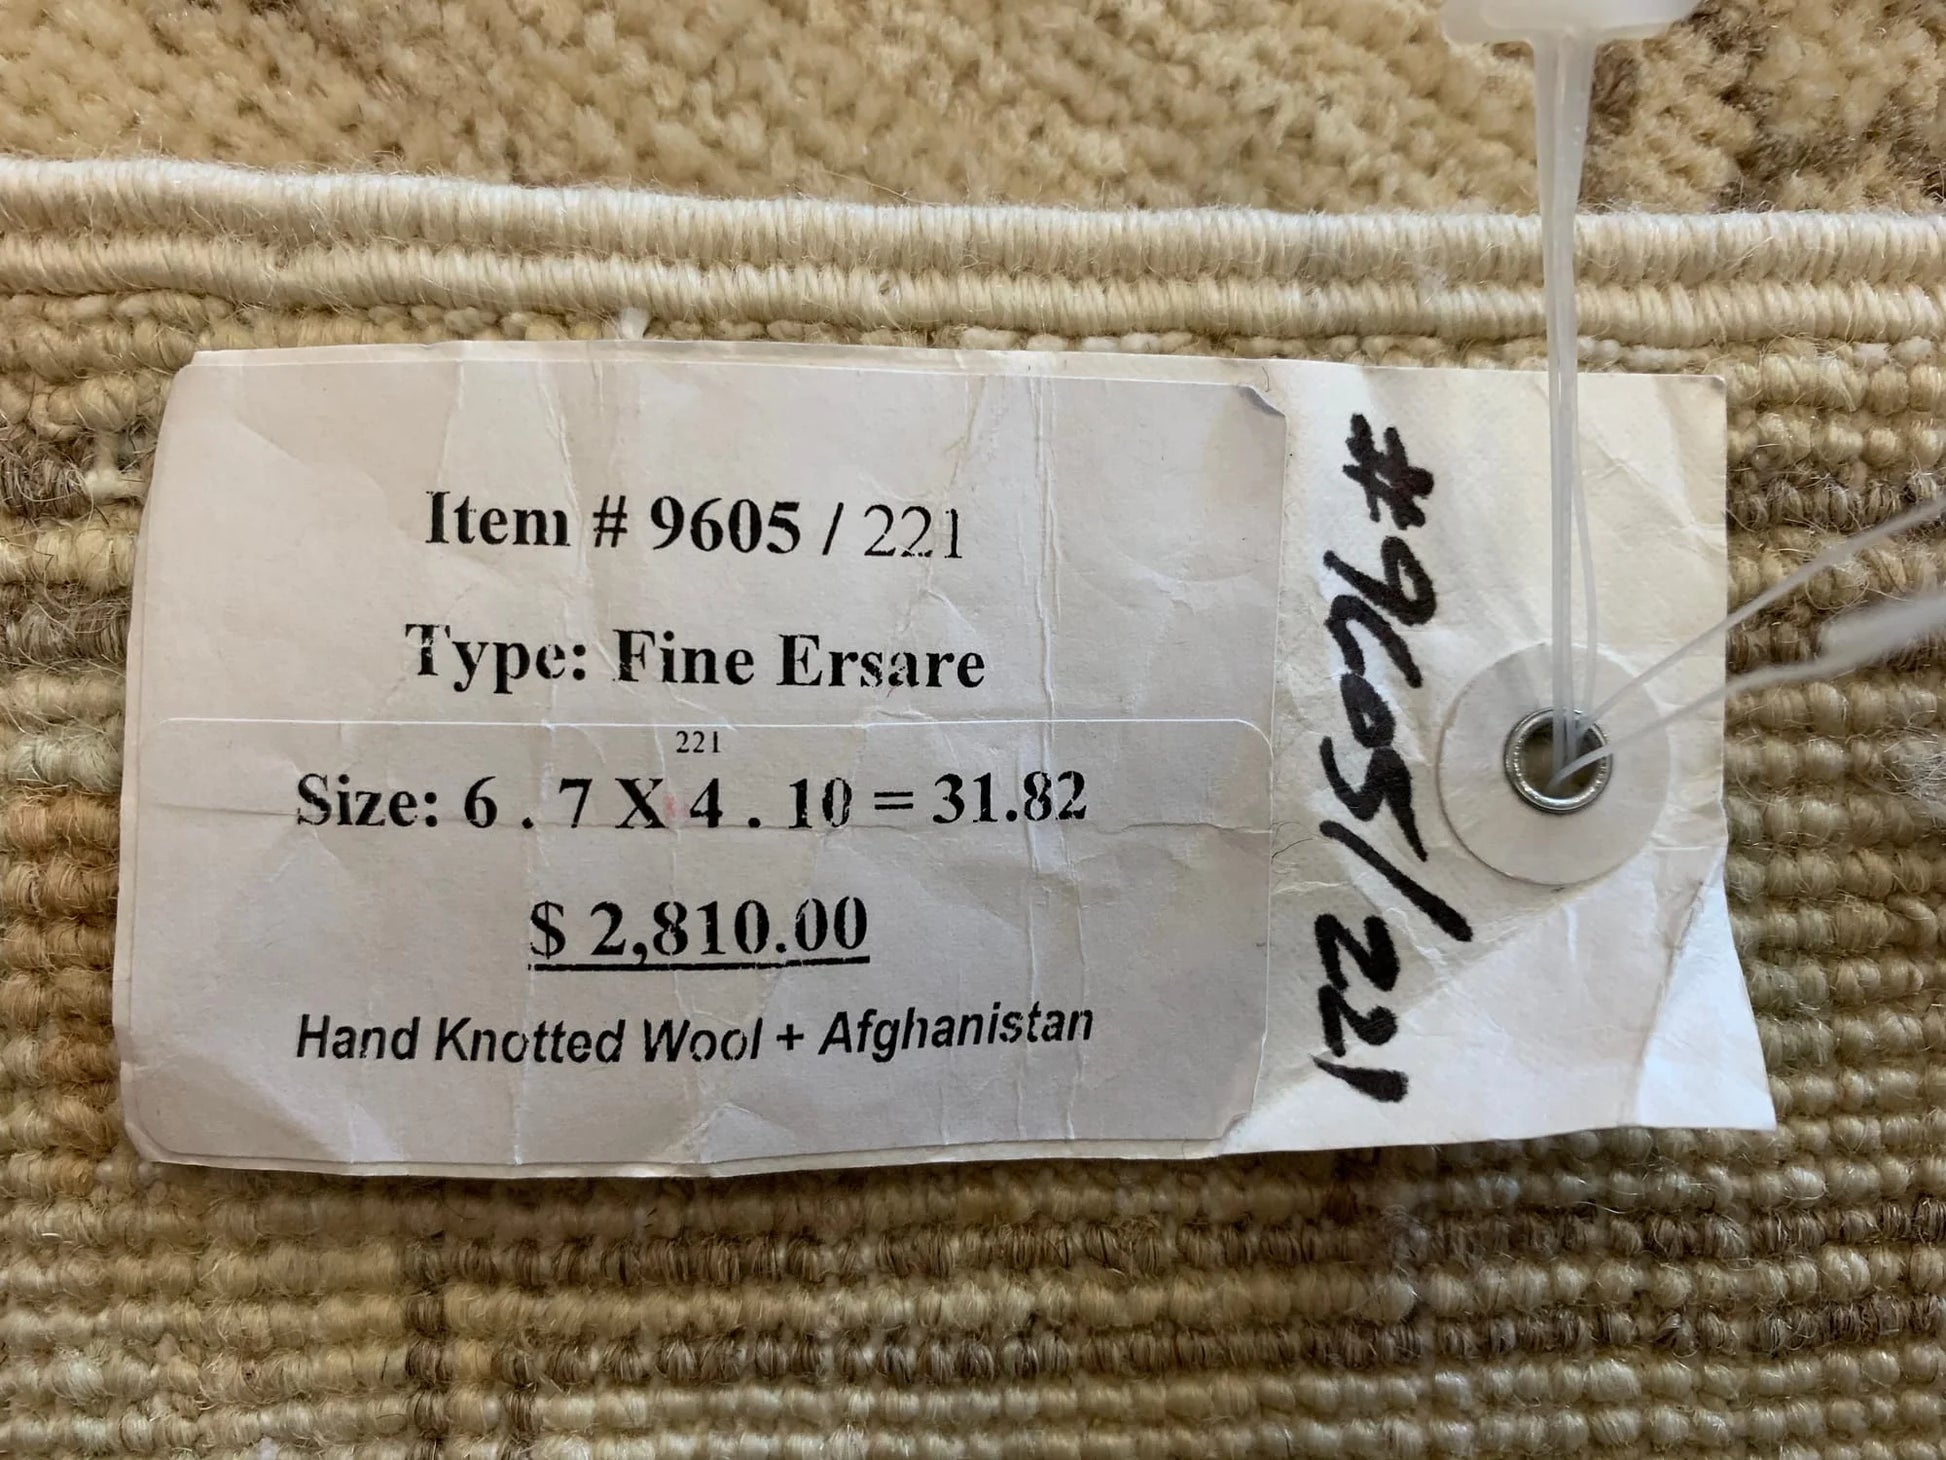 Item # 9605 / 221
Type: Fine Ersare
221
Size: 6 . 7 X 4 . 10 = 31.82
$ 2,810.00
Hand Knotted Wool + Afghanistan
#9605/221